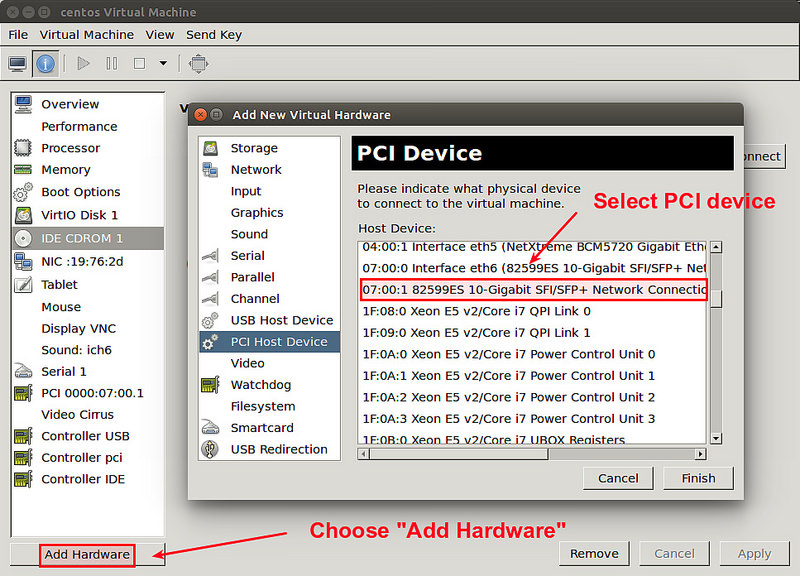 centos Virtual Machine
File Virtual Machine View Send Key
Overview
Performance
Processor
Memory
Boot Options
VirtIO Disk 1
IDE CDROM 1
NIC :19:76:2d
Tablet
Mouse
Display VNC
Sound: ich6
Serial 1
PCI 0000:07:00.1
Video Cirrus
Controller USB
Controller pci
Controller IDE
Add Hardware
Add New Virtual Hardware
Storage
Network
Input
Graphics
Sound
Serial
Parallel
Channel
USB Host Device
PCI Host Device
Video
Watchdog
Filesystem
Smartcard
USB Redirection
PCI Device
Please indicate what physical device
to connect to the virtual machine.
Host Device:
04:00:1 Interface eth5 (NetXtreme BCM5720 Gigabit Eth
07:00:0 Interface eth6 (82599ES 10-Gigabit SFI/SFP+ Net
07:00:1 82599ES 10-Gigabit SFI/SFP+ Network Connectio
1F:08:0 Xeon E5 v2/Core i7 QPI Link 0
1F:09:0 Xeon E5 v2/Core i7 QPI Link 1
1F:0A:0 Xeon E5 v2/Core i7 Power Control Unit 0
1F:0A:1 Xeon E5 v2/Core i7 Power Control Unit 1
1F:0A:2 Xeon E5 v2/Core i7 Power Control Unit 2
1F:0A:3 Xeon E5 v2/Core i7 Power Control Unit 3
1F:0B:0 Xeon E5 v2/Core i7 UBOX Registers
Cancel Finish
Select PCI device
nnect
Choose "Add Hardware"
Remove Cancel Apply